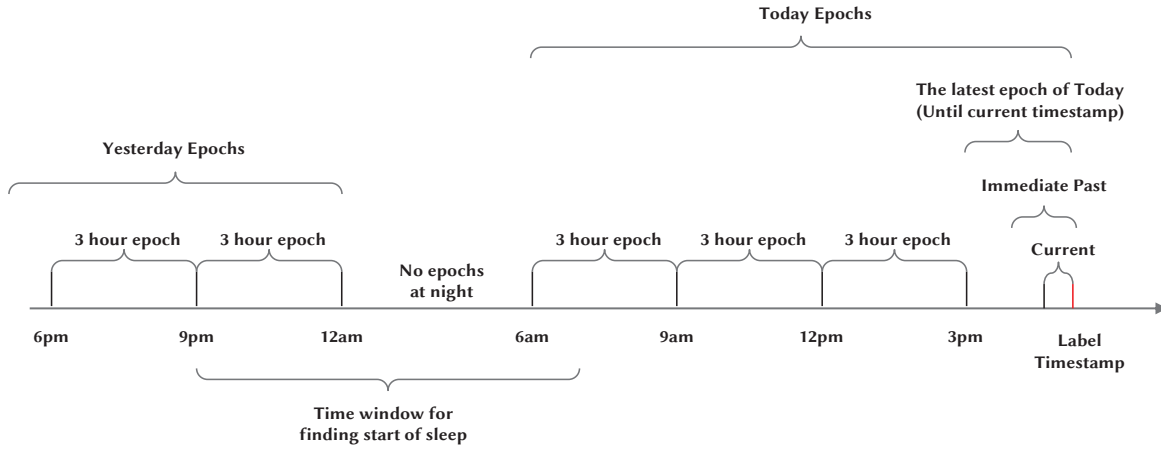 Today Epochs
The latest epoch of Today
(Until current timestamp)
Yesterday Epochs
Immediate Past
3 hour epoch
3 hour epoch
3 hour epoch
3 hour epoch
3 hour epoch
Current
No epochs
at night
6pm
9pm
12am
6am
9am
12pm
3pm
Label
Timestamp
Time window for
finding start of sleep